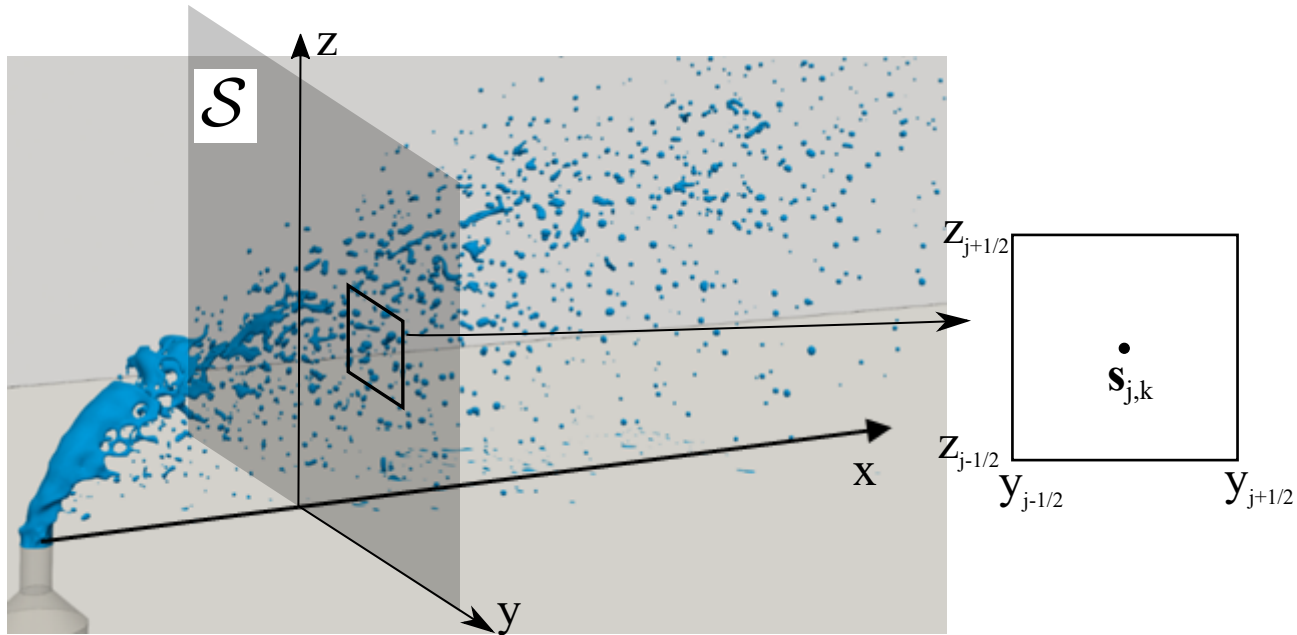 z
𝒮
z_{j+1/2}
s_{j,k}
z_{j-1/2}
x
y_{j-1/2}
y_{j+1/2}
y